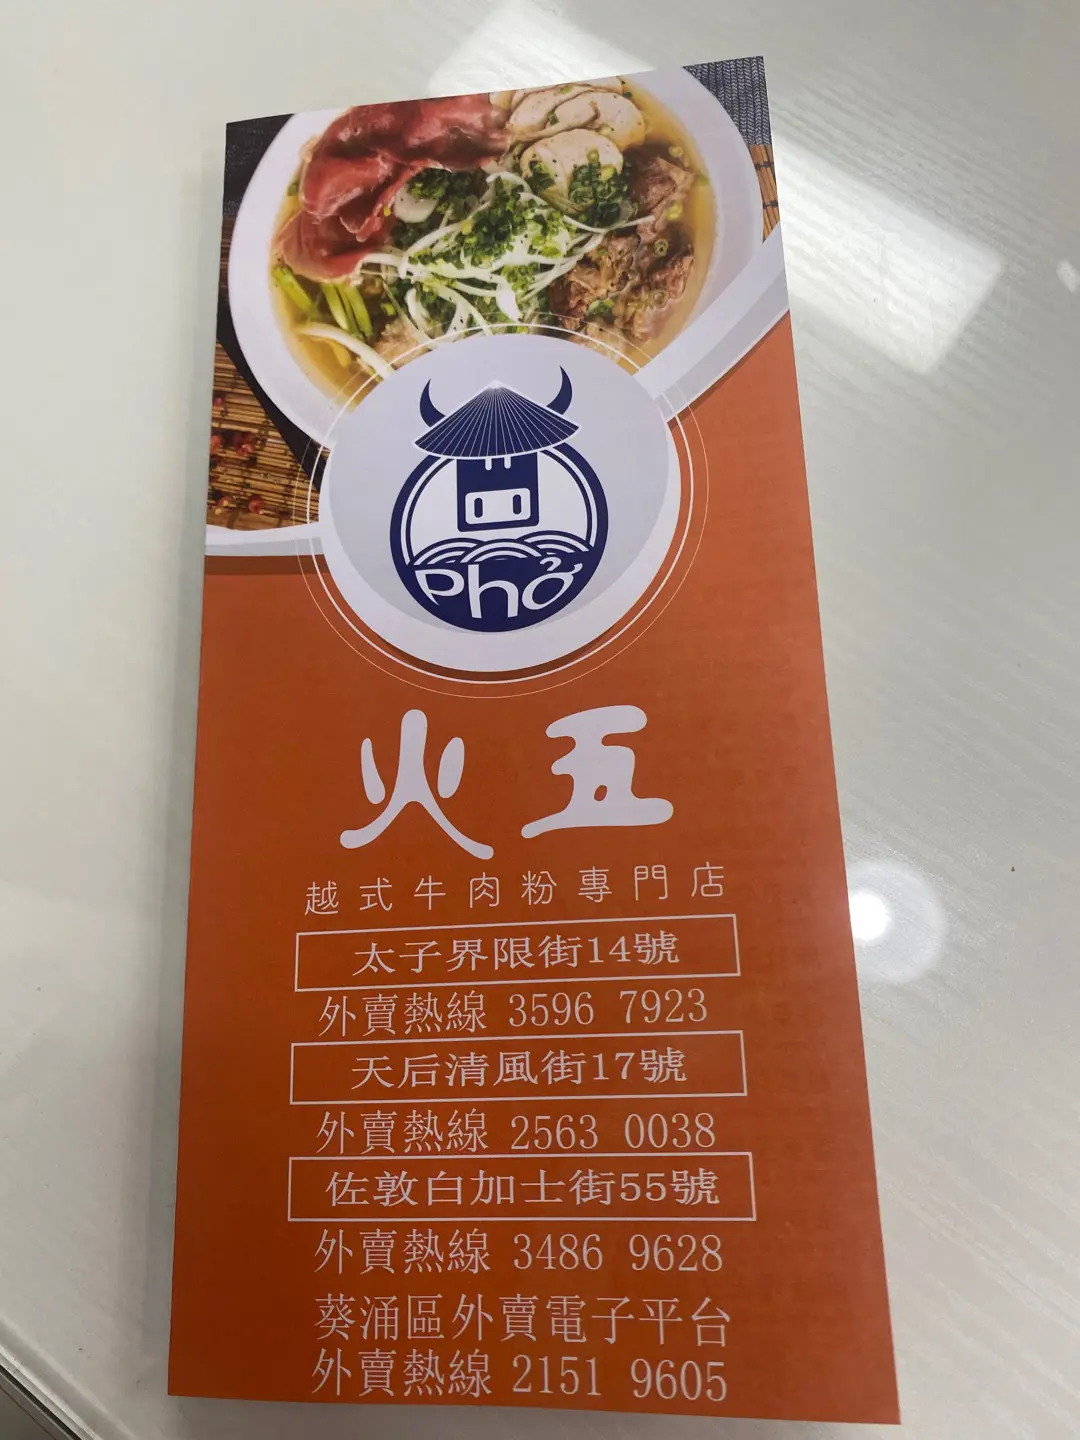 Phở
火五
越式牛肉粉專門店
太子界限街14號
外賣熱線 3596 7923
天后清風街17號
外賣熱線 2563 0038
佐敦白加士街55號
外賣熱線 3486 9628
葵涌區外賣電子平台
外賣熱線 2151 9605